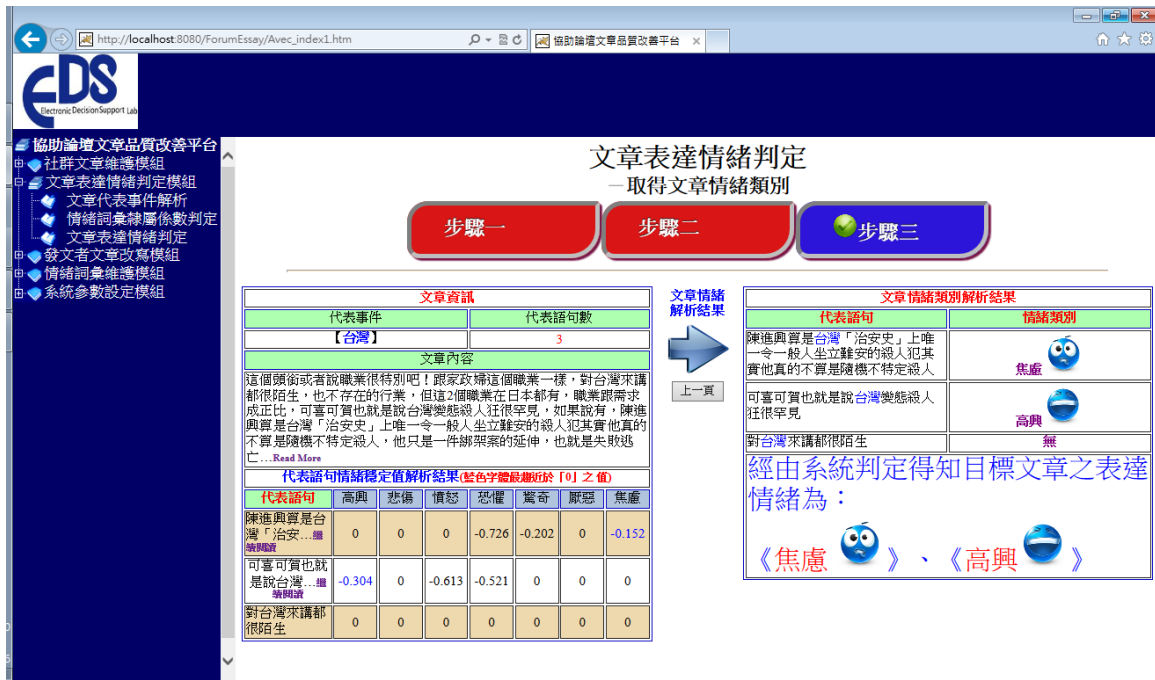 http://localhost:8080/ForumEssay/Avec_index1.htm
協助論壇文章品質改善平台
EDS
Electronic Decision Support Lab
協助論壇文章品質改善平台
社群文章維護模組
文章表達情緒判定模組
文章代表事件解析
情緒詞彙隸屬係數判定
文章表達情緒判定
發文者文章改寫模組
情緒詞彙維護模組
系統參數設定模組
文章表達情緒判定
－取得文章情緒類別
步驟一
步驟二
步驟三
文章資訊
代表事件 代表語句數
【台灣】 3
文章內容
這個頭銜或者說職業很特別吧！跟家政婦這個職業一樣，對台灣來講
都很陌生，也不存在的行業，但這2個職業在日本都有，職業跟需求
成正比，可喜可賀也就是說台灣變態殺人狂很罕見，如果說有，陳進
興算是台灣「治安史」上唯一令一般人坐立難安的殺人犯其實他真的
不算是隨機不特定殺人，他只是一件綁架案的延伸，也就是失敗逃
亡…Read More
代表語句情緒穩定值解析結果(藍色字體最趨近於「0」之 值)
代表語句 高興 悲傷 憤怒 恐懼 驚奇 厭惡 焦慮
陳進興算是台
灣「治安…繼
續閱讀
0 0 0 -0.726 -0.202 0 -0.152
可喜可賀也就
是說台灣…繼
續閱讀
-0.304 0 -0.613 -0.521 0 0 0
對台灣來講都
很陌生
0 0 0 0 0 0 0
文章情緒
解析結果
上一頁
文章情緒類別解析結果
代表語句 情緒類別
陳進興算是台灣「治安史」上唯
一令一般人坐立難安的殺人犯其
實他真的不算是隨機不特定殺人
焦慮
可喜可賀也就是說台灣變態殺人
狂很罕見
高興
對台灣來講都很陌生 無
經由系統判定得知目標文章之表達
情緒為：
《焦慮 》、《高興 》